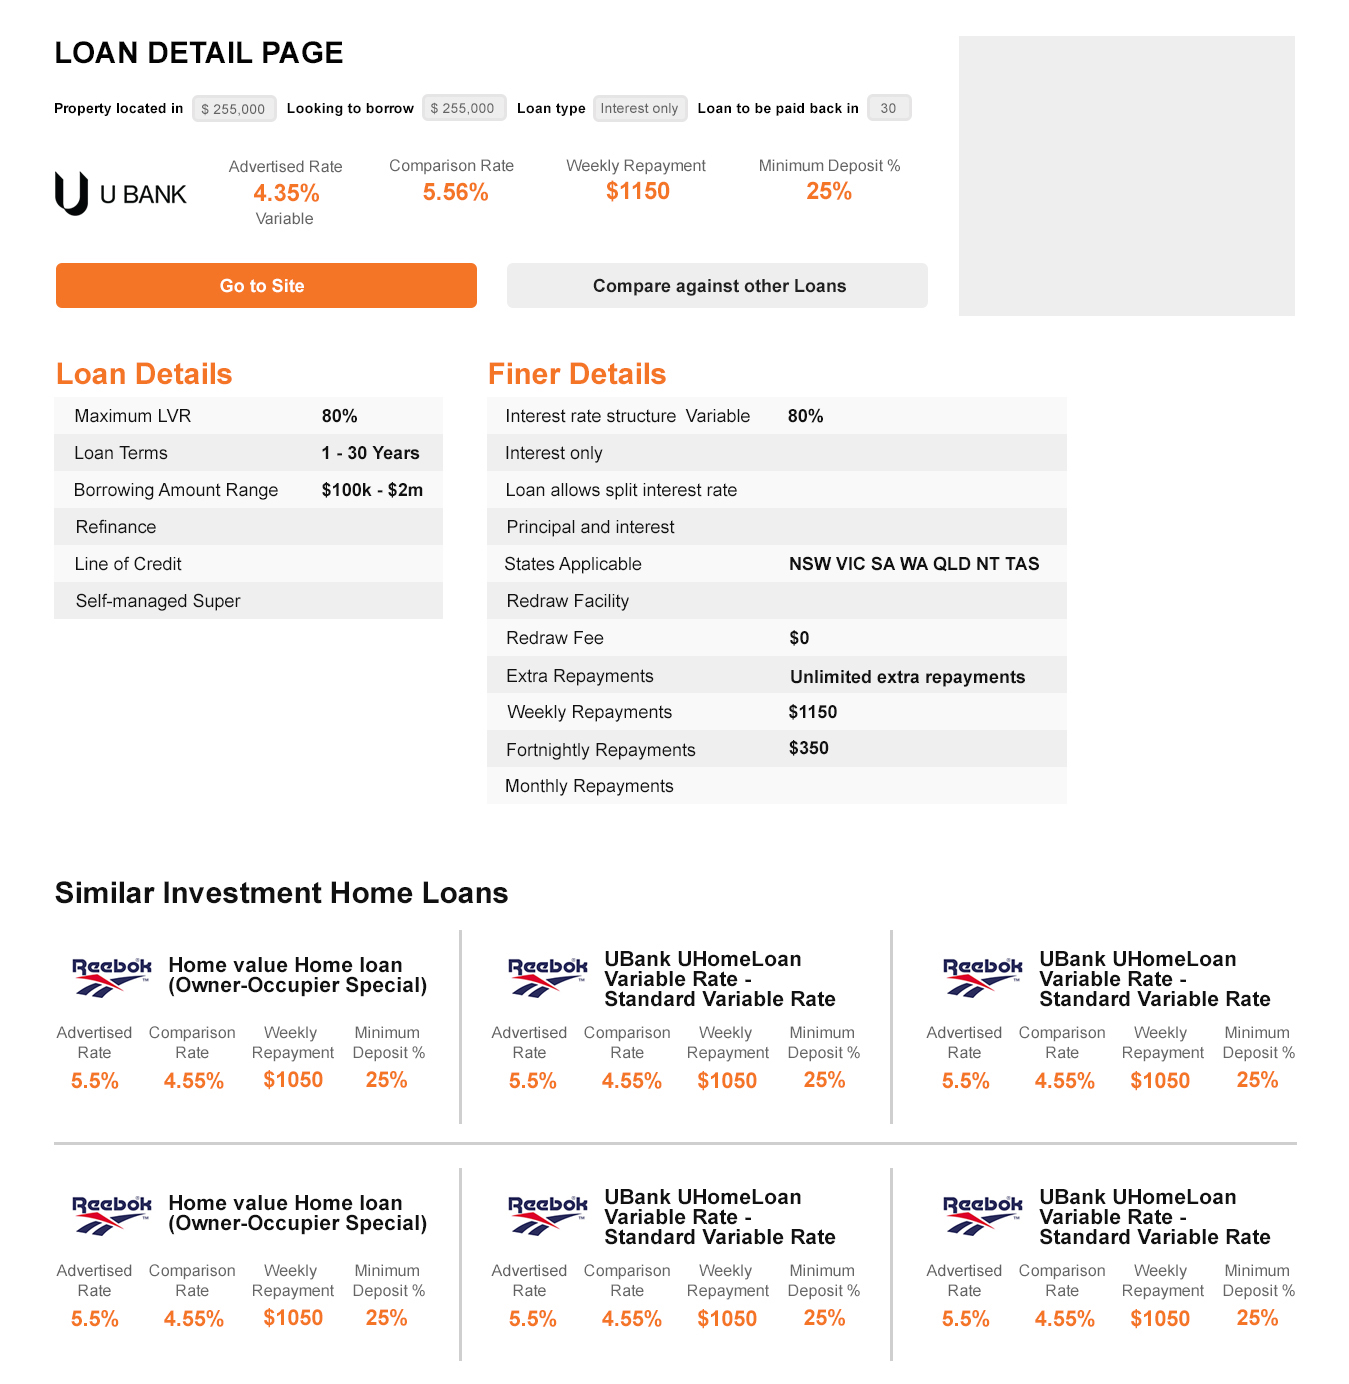 LOAN DETAIL PAGE
Property located in $ 255,000 Looking to borrow $ 255,000 Loan type Interest only Loan to be paid back in 30
U BANK
Advertised Rate Comparison Rate Weekly Repayment Minimum Deposit %
4.35% 5.56% $1150 25%
Variable
Go to Site Compare against other Loans
Loan Details
Maximum LVR 80%
Loan Terms 1 - 30 Years
Borrowing Amount Range $100k - $2m
Refinance
Line of Credit
Self-managed Super
Finer Details
Interest rate structure Variable 80%
Interest only
Loan allows split interest rate
Principal and interest
States Applicable NSW VIC SA WA QLD NT TAS
Redraw Facility
Redraw Fee $0
Extra Repayments Unlimited extra repayments
Weekly Repayments $1150
Fortnightly Repayments $350
Monthly Repayments
Similar Investment Home Loans
Reebok
Home value Home loan
(Owner-Occupier Special)
Advertised Comparison Weekly Minimum
Rate Rate Repayment Deposit %
5.5% 4.55% $1050 25%
Reebok
UBank UHomeLoan
Variable Rate -
Standard Variable Rate
Advertised Comparison Weekly Minimum
Rate Rate Repayment Deposit %
5.5% 4.55% $1050 25%
Reebok
UBank UHomeLoan
Variable Rate -
Standard Variable Rate
Advertised Comparison Weekly Minimum
Rate Rate Repayment Deposit %
5.5% 4.55% $1050 25%
Reebok
Home value Home loan
(Owner-Occupier Special)
Advertised Comparison Weekly Minimum
Rate Rate Repayment Deposit %
5.5% 4.55% $1050 25%
Reebok
UBank UHomeLoan
Variable Rate -
Standard Variable Rate
Advertised Comparison Weekly Minimum
Rate Rate Repayment Deposit %
5.5% 4.55% $1050 25%
Reebok
UBank UHomeLoan
Variable Rate -
Standard Variable Rate
Advertised Comparison Weekly Minimum
Rate Rate Repayment Deposit %
5.5% 4.55% $1050 25%